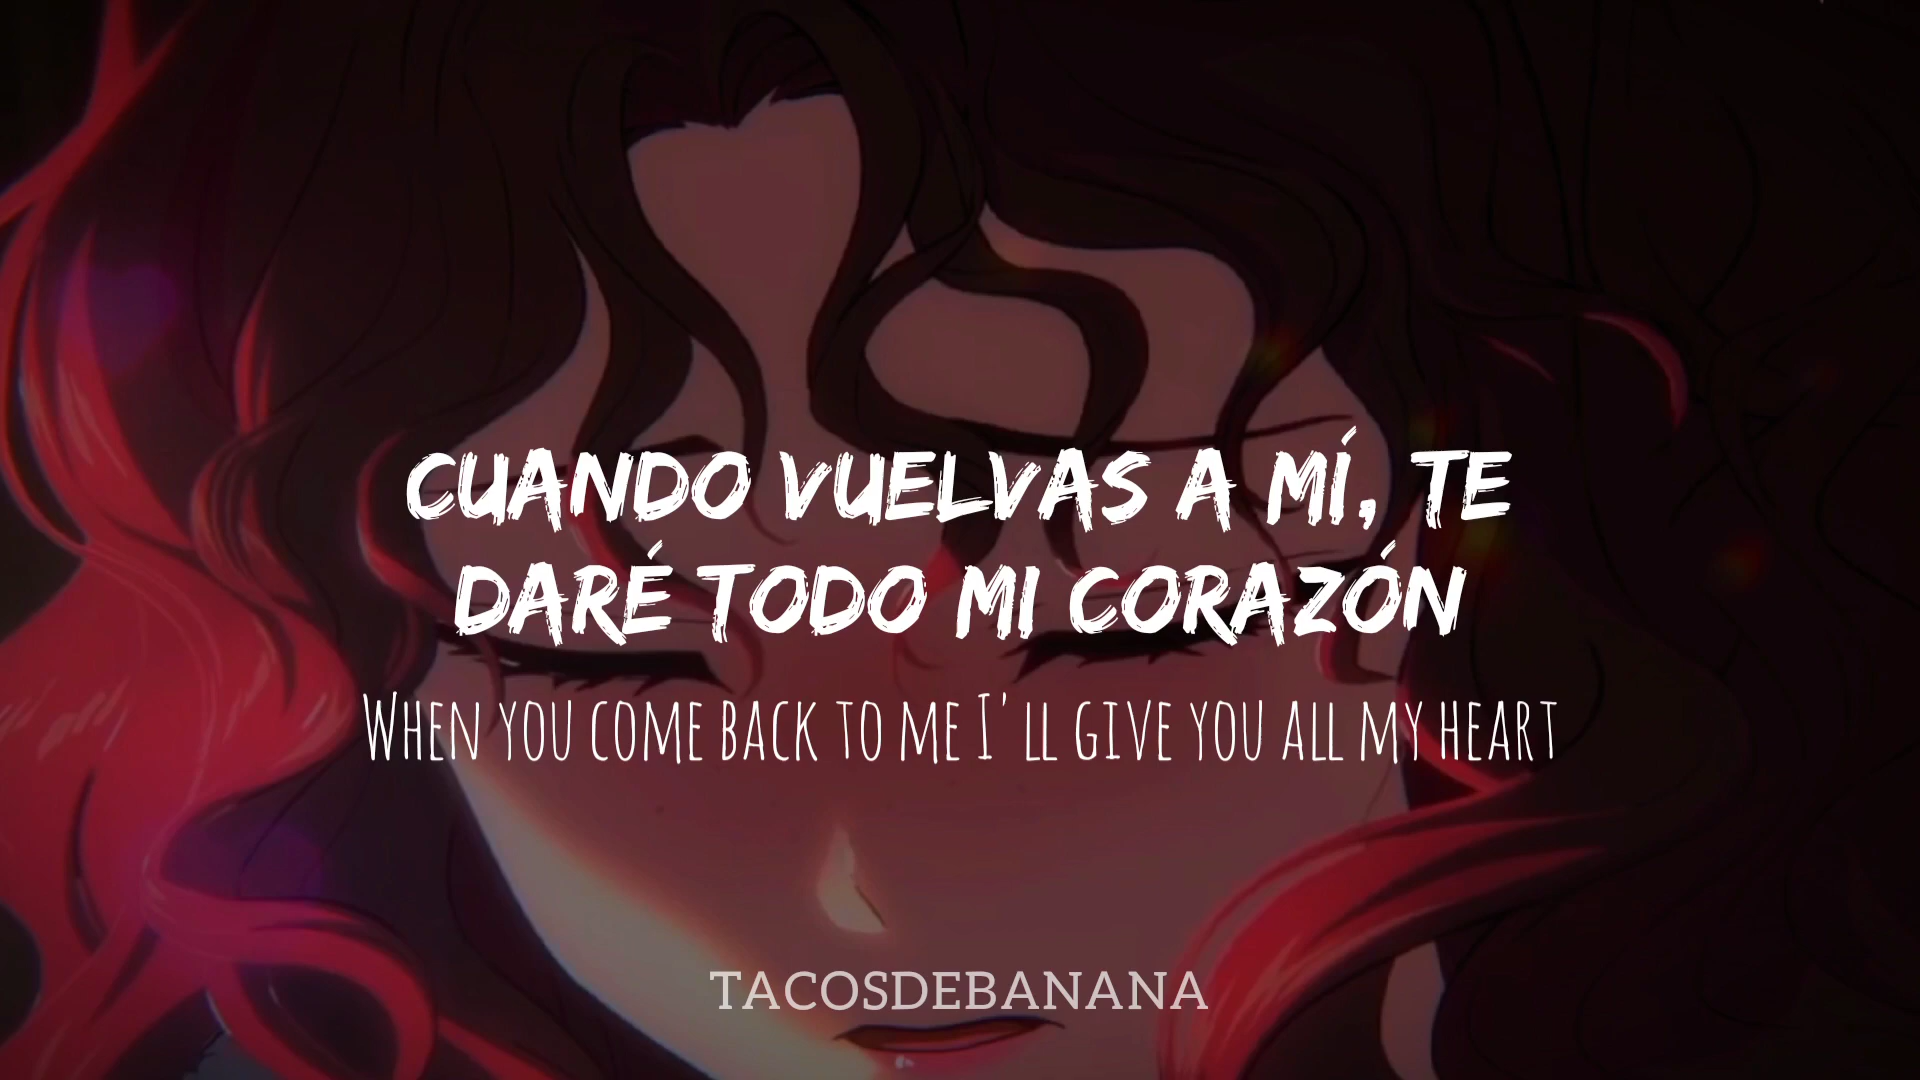 CUANDO VUELVAS A MÍ, TE
DARÉ TODO MI CORAZÓN
WHEN YOU COME BACK TO ME I'LL GIVE YOU ALL MY HEART
TACOSDEBANANA